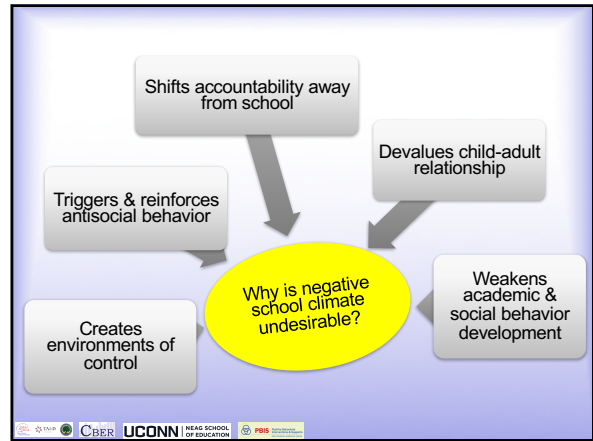 Shifts accountability away
from school
Devalues child-adult
relationship
Triggers & reinforces
antisocial behavior
Why is negative
school climate
undesirable?
Weakens
academic &
social behavior
development
Creates
environments of
control
CBER
UCONN | NEAG SCHOOL
OF EDUCATION
PBIS